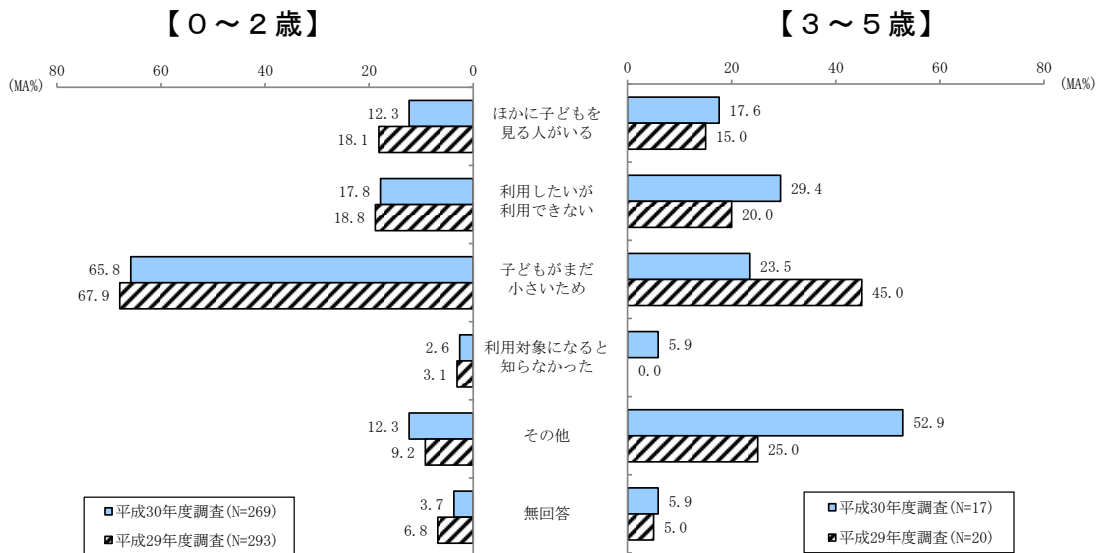 【０～２歳】
【３～５歳】
(MA%)
80
60
40
20
0
0
20
40
60
80
(MA%)
12.3
18.1
ほかに子どもを
見る人がいる
17.6
15.0
17.8
18.8
利用したいが
利用できない
29.4
20.0
65.8
67.9
子どもがまだ
小さいため
23.5
45.0
2.6
3.1
利用対象になると
知らなかった
5.9
0.0
12.3
9.2
その他
52.9
25.0
3.7
6.8
無回答
5.9
5.0
平成30年度調査(N=269)
平成29年度調査(N=293)
平成30年度調査(N=17)
平成29年度調査(N=20)